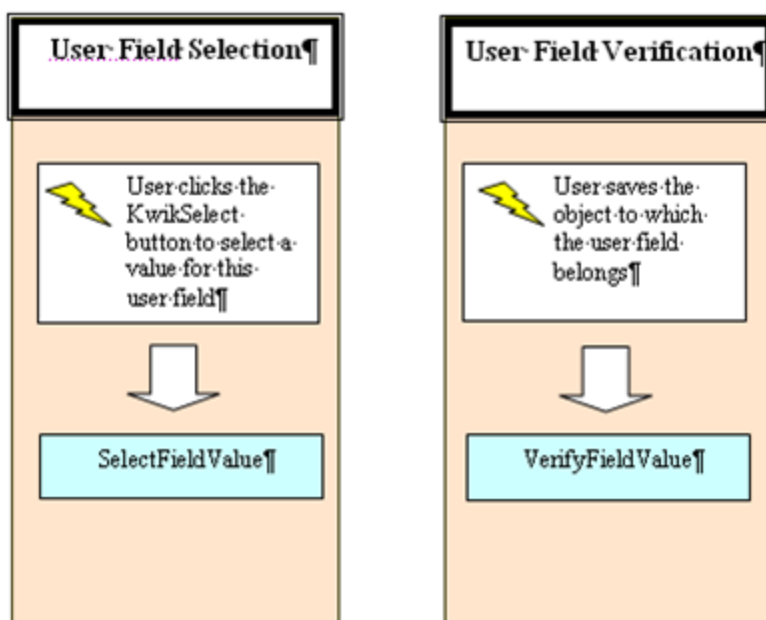 User Field Selection¶
User clicks the
KwikSelect
button to select a
value for this
user field¶
SelectFieldValue¶
User Field Verification¶
User saves the
object to which
the user field
belongs¶
VerifyFieldValue¶